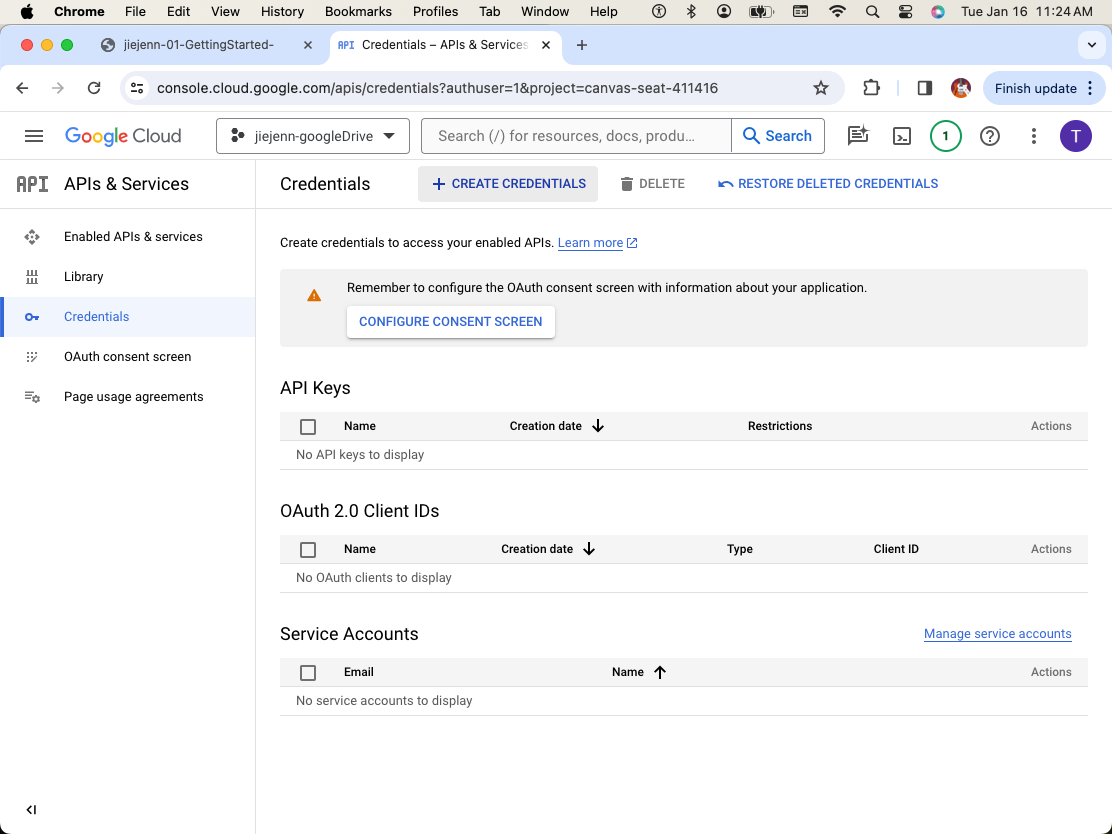 Chrome File Edit View History Bookmarks Profiles Tab Window Help Tue Jan 16 11:24 AM
jiejenn-01-GettingStarted-
API Credentials – APIs & Services
console.cloud.google.com/apis/credentials?authuser=1&project=canvas-seat-411416
Finish update
Google Cloud
jiejenn-googleDrive
Search (/) for resources, docs, produ...
Search
1
T
API APIs & Services
Credentials
CREATE CREDENTIALS
DELETE
RESTORE DELETED CREDENTIALS
Enabled APIs & services
Library
Credentials
OAuth consent screen
Page usage agreements
Create credentials to access your enabled APIs. Learn more
Remember to configure the OAuth consent screen with information about your application.
CONFIGURE CONSENT SCREEN
API Keys
Name Creation date Restrictions Actions
No API keys to display
OAuth 2.0 Client IDs
Name Creation date Type Client ID Actions
No OAuth clients to display
Service Accounts
Manage service accounts
Email Name Actions
No service accounts to display